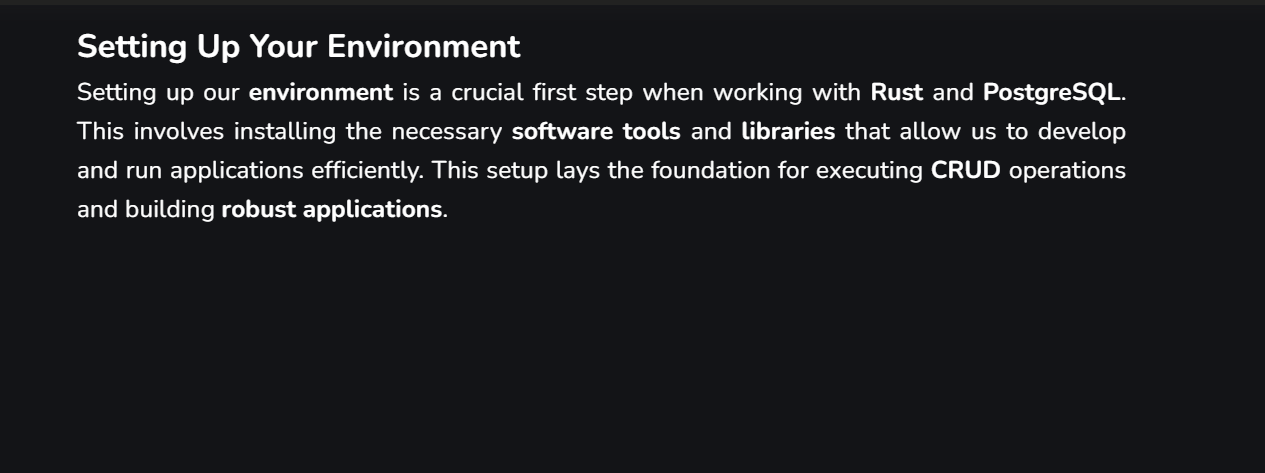 Setting Up Your Environment
Setting up our environment is a crucial first step when working with Rust and PostgreSQL.
This involves installing the necessary software tools and libraries that allow us to develop
and run applications efficiently. This setup lays the foundation for executing CRUD operations
and building robust applications.